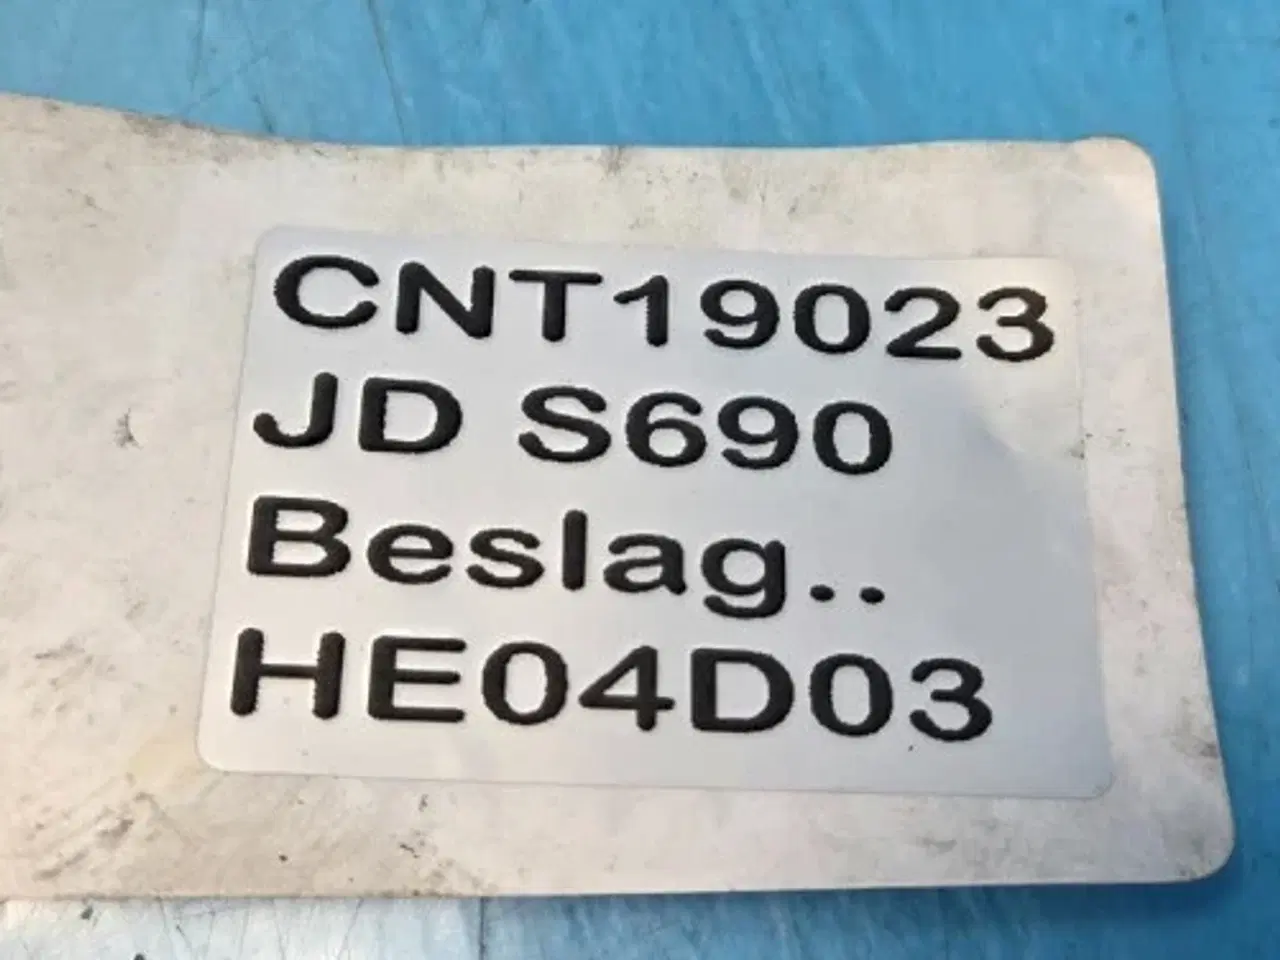 CNT19023
JD S690
Beslag..
HE04D03